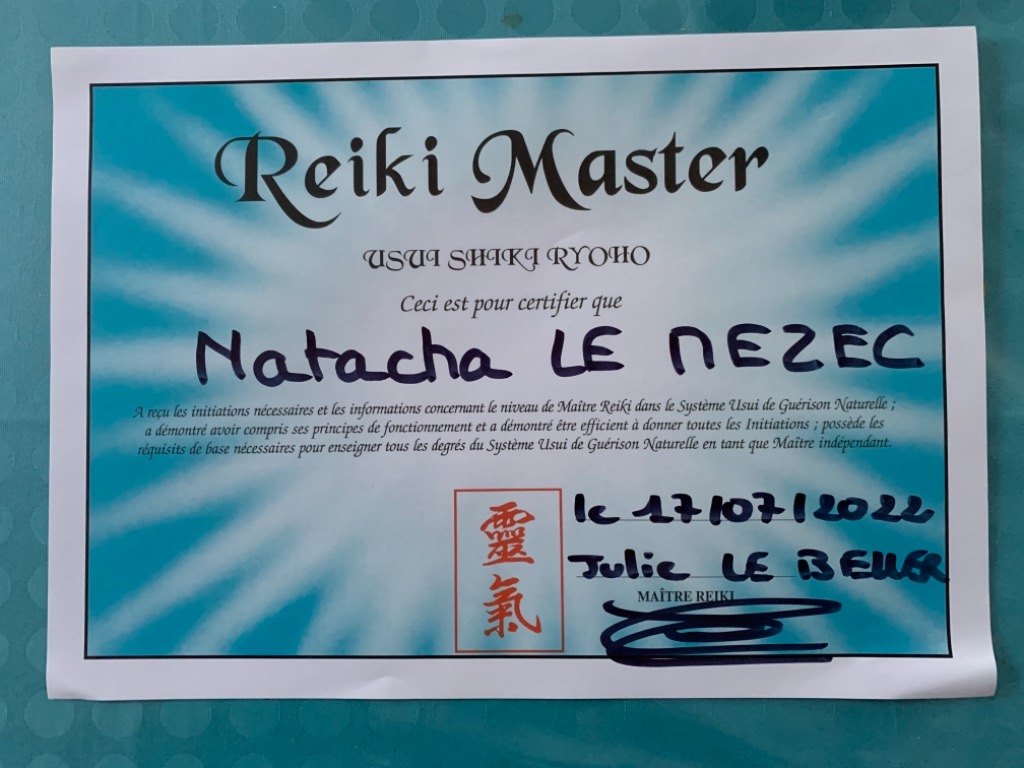 Reiki Master
USUI SHIKI RYOHO
Ceci est pour certifier que
Natacha LE NEZEC
A reçu les initiations nécessaires et les informations concernant le niveau de Maître Reiki dans le Système Usui de Guérison Naturelle ;
a démontré avoir compris ses principes de fonctionnement et a démontré être efficient à donner toutes les Initiations ; possède les
réquisits de base nécessaires pour enseigner tous les degrés du Système Usui de Guérison Naturelle en tant que Maître indépendant.
靈
氣
le 17/07/2022
Julie LE BELLER
MAÎTRE REIKI